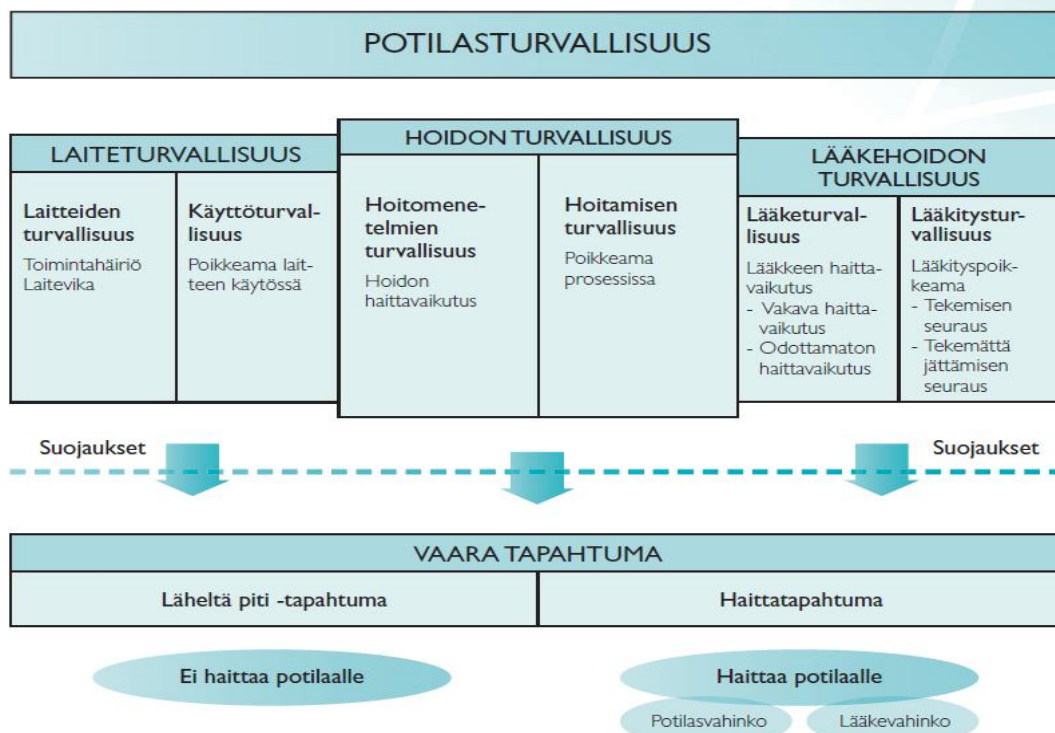 POTILASTURVALLISUUS
LAITETURVALLISUUS
Laitteiden
turvallisuus
Toimintahäiriö
Laitevika
Käyttöturval-
lisuus
Poikkeama lait-
teen käytössä
HOIDON TURVALLISUUS
Hoitomene-
telmien
turvallisuus
Hoidon
haittavaikutus
Hoitamisen
turvallisuus
Poikkeama
prosessissa
LÄÄKEHOIDON
TURVALLISUUS
Lääketurval-
lisuus
Lääkkeen haitta-
vaikutus
- Vakava haitta-
vaikutus
- Odottamaton
haittavaikutus
Lääkitystur-
vallisuus
Lääkityspoik-
keama
- Tekemisen
seuraus
- Tekemättä
jättämisen
seuraus
Suojaukset
Suojaukset
VAARA TAPAHTUMA
Läheltä piti -tapahtuma
Haittatapahtuma
Ei haittaa potilaalle
Haittaa potilaalle
Potilasvahinko
Lääkevahinko